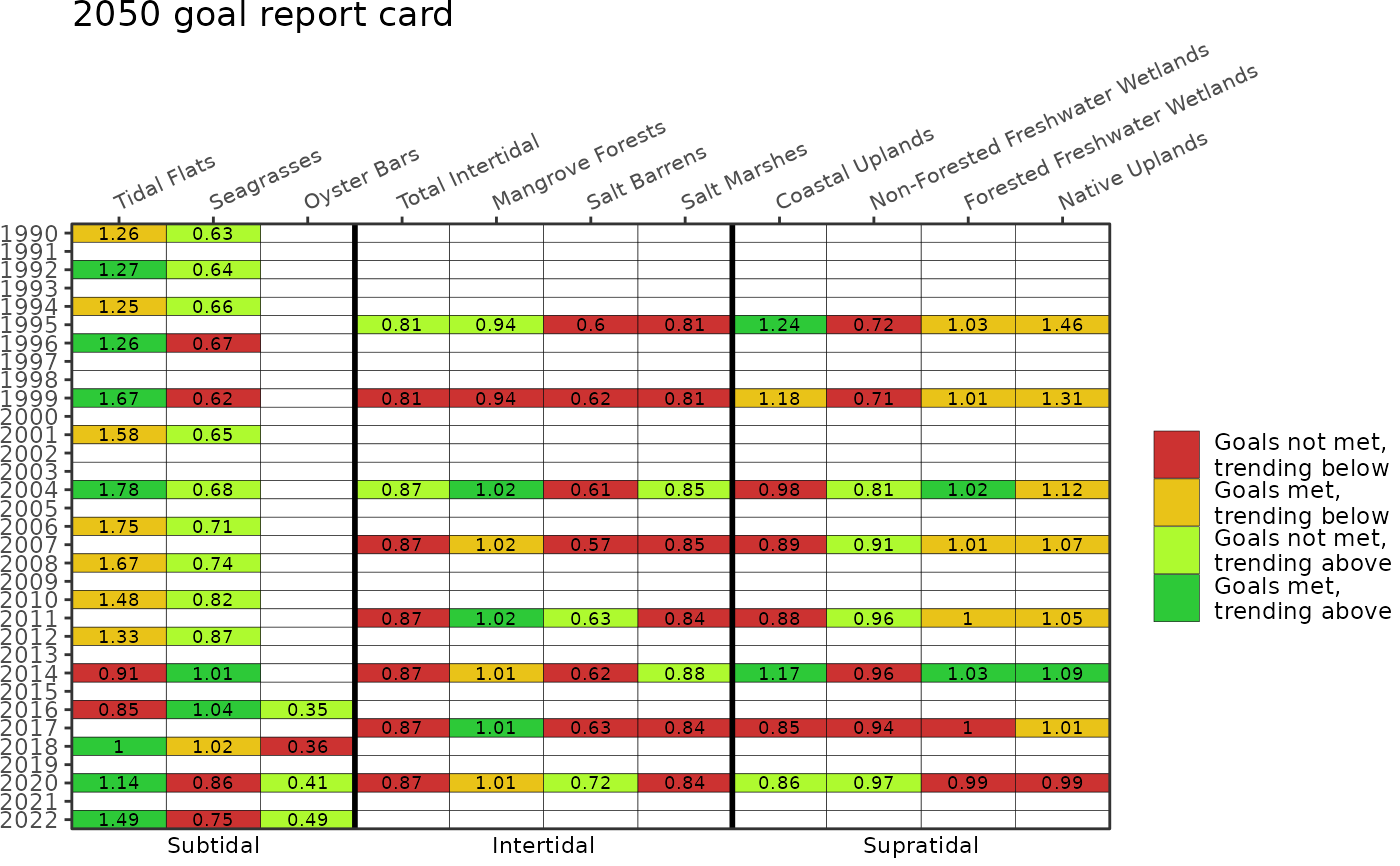 2050 goal report card
Tidal Flats
Seagrasses
Oyster Bars
Total Intertidal
Mangrove Forests
Salt Barrens
Salt Marshes
Coastal Uplands
Non-Forested Freshwater Wetlands
Forested Freshwater Wetlands
Native Uplands
1990 1.26 0.63
1991
1992 1.27 0.64
1993
1994 1.25 0.66
1995 0.81 0.94 0.6 0.81 1.24 0.72 1.03 1.46
1996 1.26 0.67
1997
1998
1999 1.67 0.62 0.81 0.94 0.62 0.81 1.18 0.71 1.01 1.31
2000
2001 1.58 0.65
2002
2003
2004 1.78 0.68 0.87 1.02 0.61 0.85 0.98 0.81 1.02 1.12
2005
2006 1.75 0.71
2007 0.87 1.02 0.57 0.85 0.89 0.91 1.01 1.07
2008 1.67 0.74
2009
2010 1.48 0.82
2011 0.87 1.02 0.63 0.84 0.88 0.96 1 1.05
2012 1.33 0.87
2013
2014 0.91 1.01 0.87 1.01 0.62 0.88 1.17 0.96 1.03 1.09
2015
2016 0.85 1.04 0.35
2017 0.87 1.01 0.63 0.84 0.85 0.94 1 1.01
2018 1 1.02 0.36
2019
2020 1.14 0.86 0.41 0.87 1.01 0.72 0.84 0.86 0.97 0.99 0.99
2021
2022 1.49 0.75 0.49
Subtidal Intertidal Supratidal
Goals not met,
trending below
Goals met,
trending below
Goals not met,
trending above
Goals met,
trending above